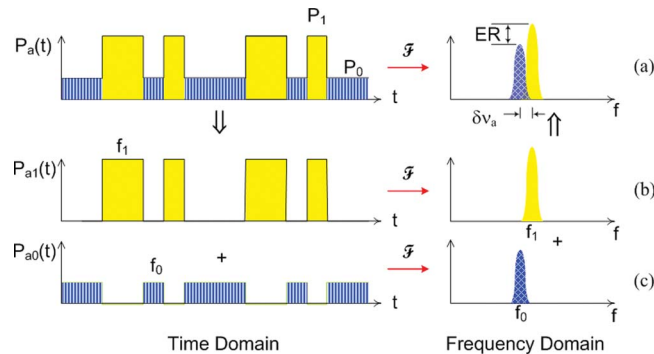 Pa(t)
P1
P0
t
𝓕
ER
δνa
f
(a)
⇓
⇑
Pa1(t)
f1
t
𝓕
f1
f
(b)
+
+
Pa0(t)
f0
t
𝓕
f0
f
(c)
Time Domain
Frequency Domain